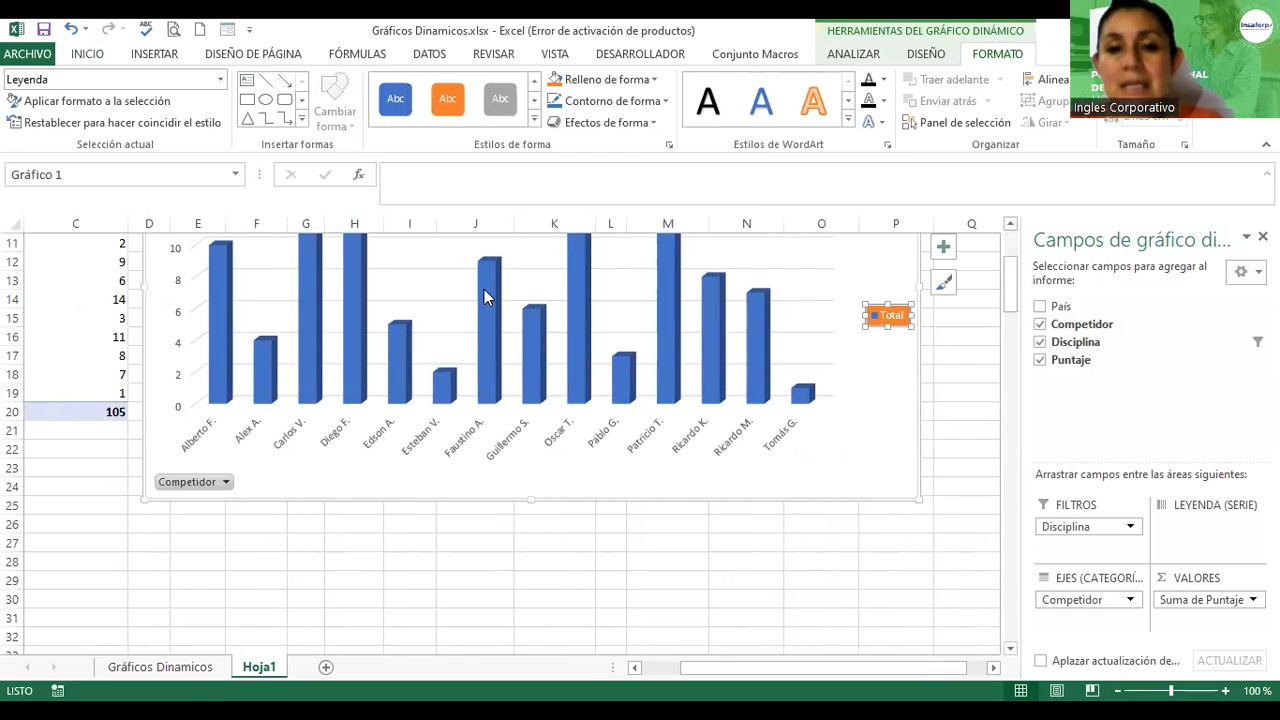 Gráficos Dinamicos.xlsx - Excel (Error de activación de productos)
HERRAMIENTAS DEL GRÁFICO DINÁMICO
ARCHIVO INICIO INSERTAR DISEÑO DE PÁGINA FÓRMULAS DATOS REVISAR VISTA DESARROLLADOR Conjunto Macros ANALIZAR DISEÑO FORMATO
Insaforp
Ingles Corporativo
Leyenda
Aplicar formato a la selección
Restablecer para hacer coincidir el estilo
Selección actual
Cambiar
forma
Insertar formas
Abc Abc Abc
Relleno de forma
Contorno de forma
Efectos de forma
Estilos de forma
A A A
Estilos de WordArt
Traer adelante
Enviar atrás
Panel de selección
Alinea
Agrup
Girar
Organizar
Tamaño
Gráfico 1
fx
C D E F G H I J K L M N O P Q
11 2
12 9
13 6
14 14
15 3
16 11
17 8
18 7
19 1
20 105
21
22
23
24
25
26
27
28
29
30
31
32
10
8
6
4
2
0
Alberto F. Alex A. Carlos V. Diego F. Edson A. Esteban V. Faustino A. Guillermo S. Oscar T. Pablo G. Patricio T. Ricardo K. Ricardo M. Tomás G.
Total
Competidor
Campos de gráfico di...
Seleccionar campos para agregar al
informe:
País
Competidor
Disciplina
Puntaje
Arrastrar campos entre las áreas siguientes:
FILTROS
Disciplina
LEYENDA (SERIE)
EJES (CATEGORÍ...
Competidor
VALORES
Suma de Puntaje
Aplazar actualización de...
ACTUALIZAR
Gráficos Dinamicos Hoja1
LISTO
100 %